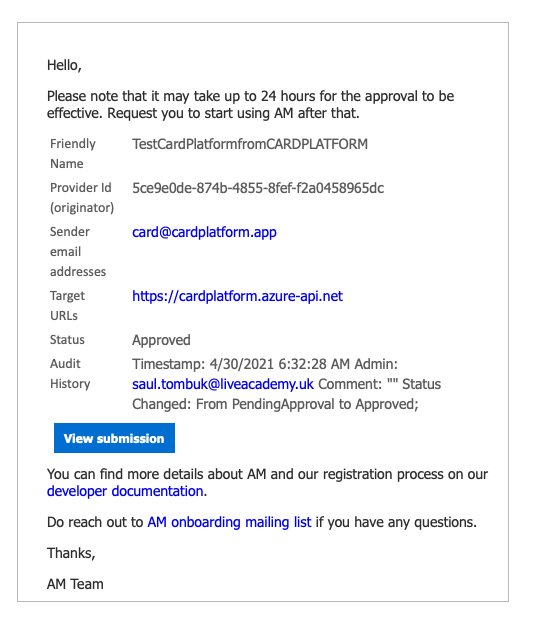 Hello,
Please note that it may take up to 24 hours for the approval to be
effective. Request you to start using AM after that.
Friendly Name TestCardPlatformfromCARDPLATFORM
Provider Id (originator) 5ce9e0de-874b-4855-8fef-f2a0458965dc
Sender email addresses card@cardplatform.app
Target URLs https://cardplatform.azure-api.net
Status Approved
Audit History Timestamp: 4/30/2021 6:32:28 AM Admin:
saul.tombuk@liveacademy.uk Comment: "" Status
Changed: From PendingApproval to Approved;
View submission
You can find more details about AM and our registration process on our
developer documentation.
Do reach out to AM onboarding mailing list if you have any questions.
Thanks,
AM Team